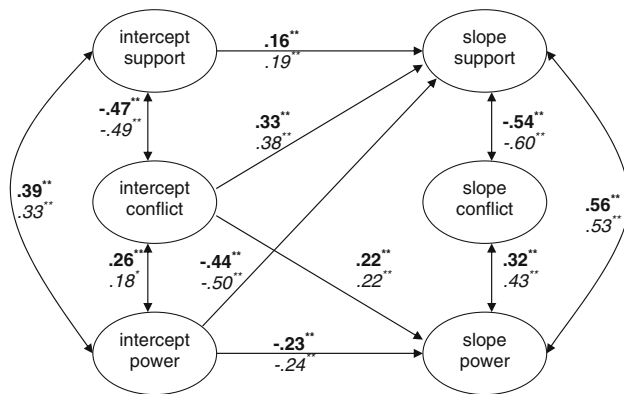 intercept
support
.16**
.19**
slope
support
-.47**
-.49**
.33**
.38**
-.54**
-.60**
.39**
.33**
intercept
conflict
slope
conflict
.56**
.53**
.26**
.18*
-.44**
-.50**
.22**
.22**
.32**
.43**
intercept
power
-.23**
-.24**
slope
power